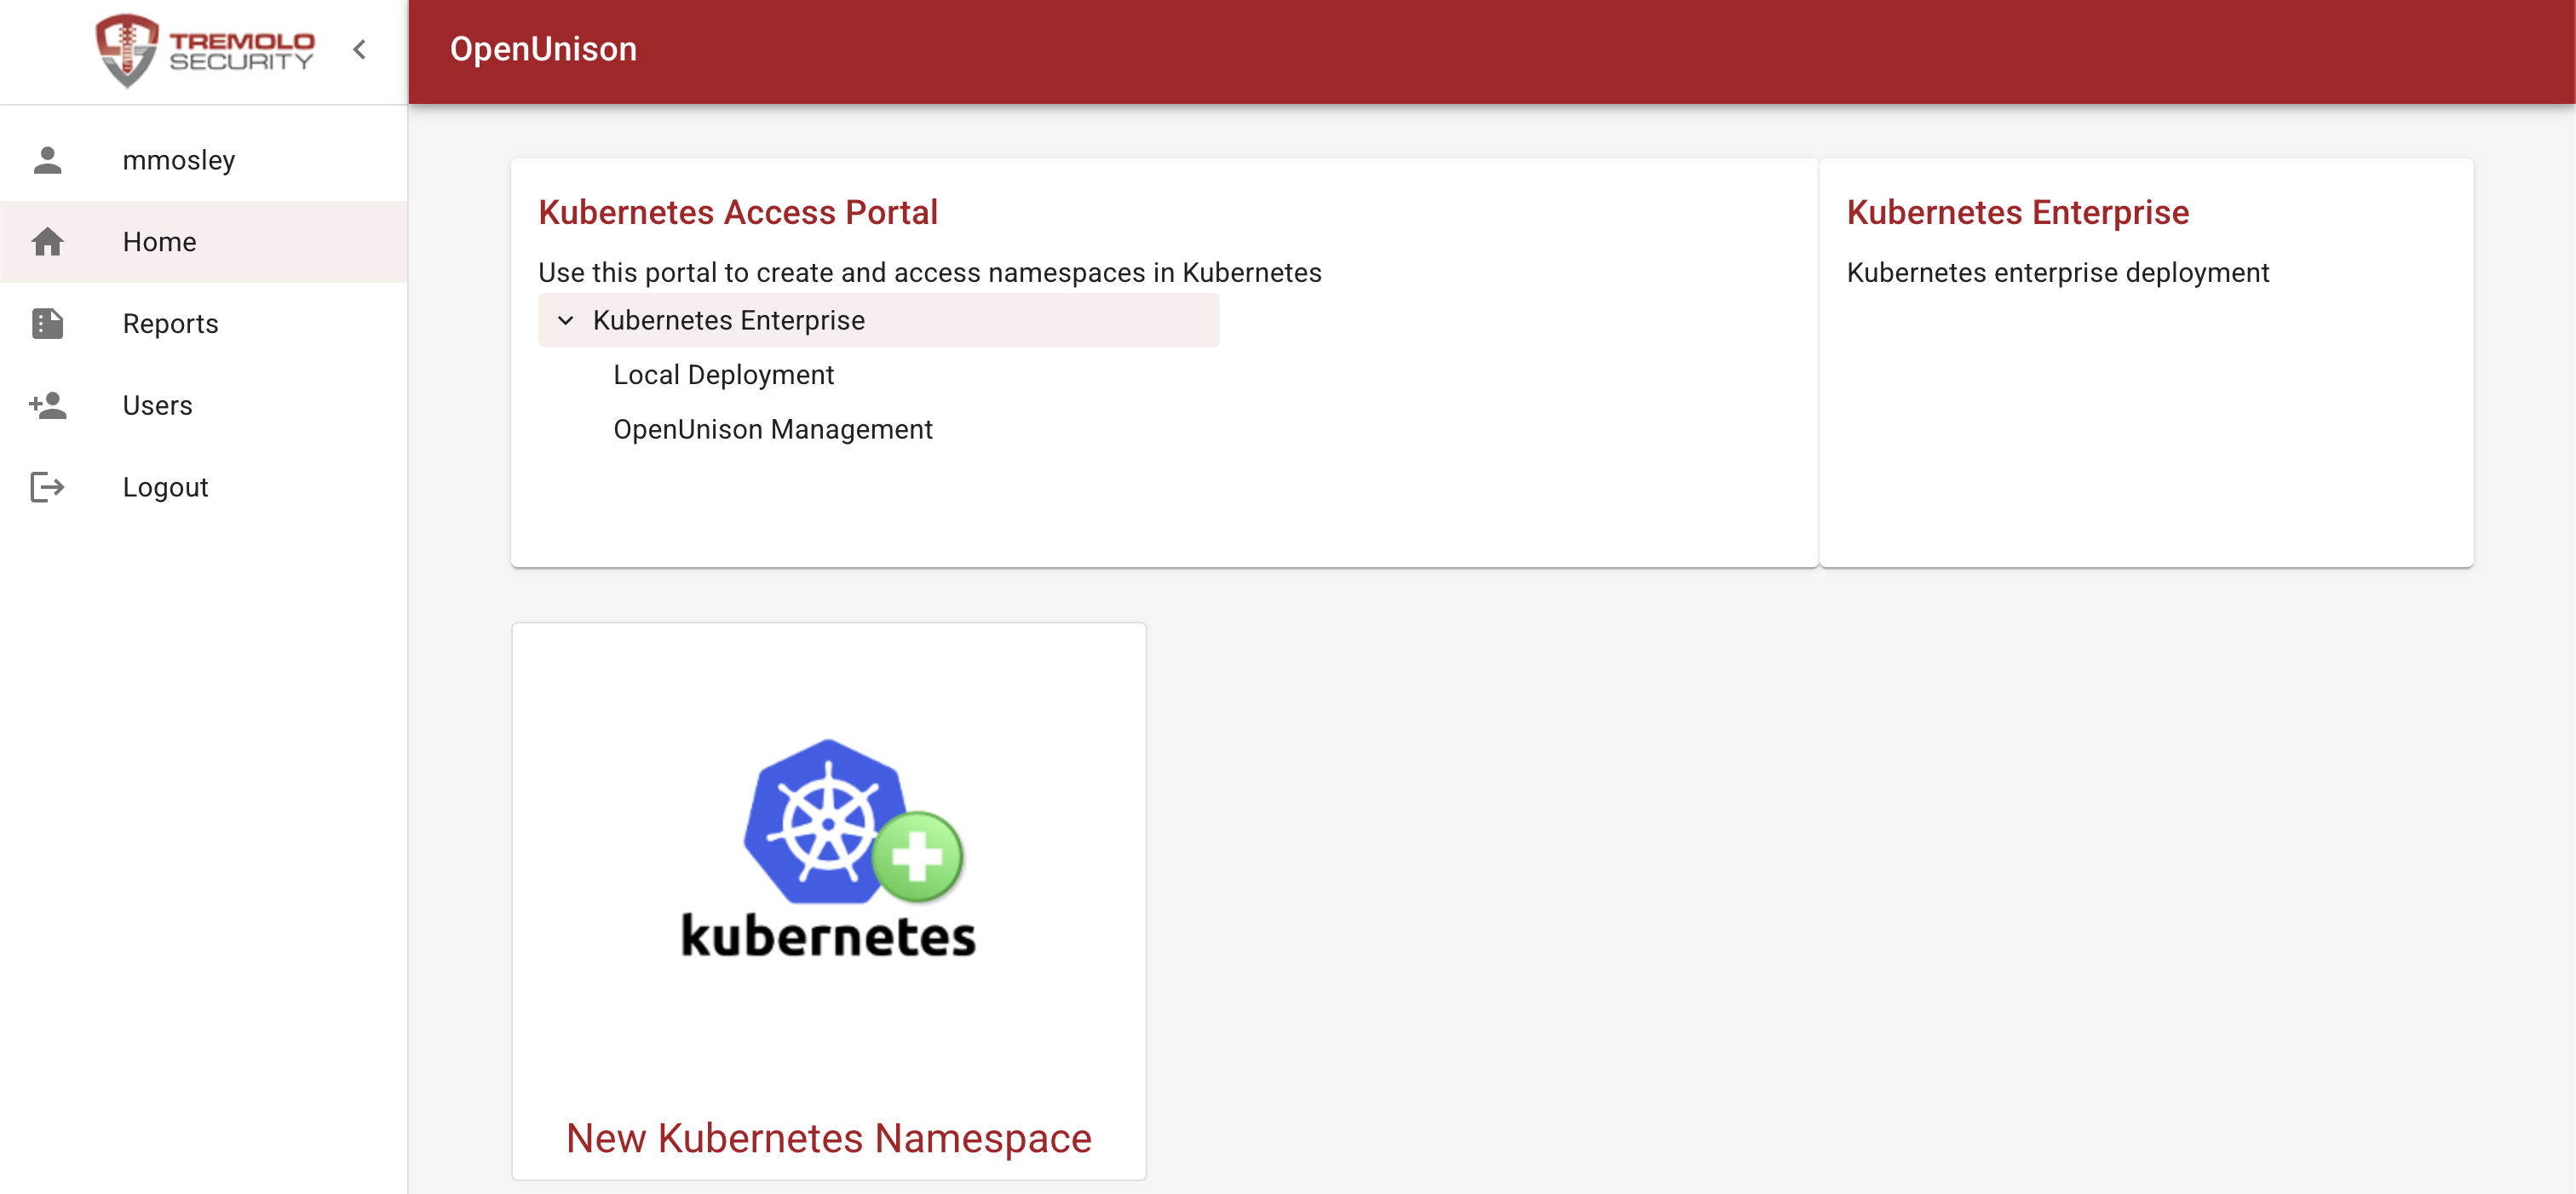 TREMOLO
SECURITY
OpenUnison
mmosley
Home
Reports
Users
Logout
Kubernetes Access Portal
Use this portal to create and access namespaces in Kubernetes
Kubernetes Enterprise
Local Deployment
OpenUnison Management
Kubernetes Enterprise
Kubernetes enterprise deployment
kubernetes
New Kubernetes Namespace